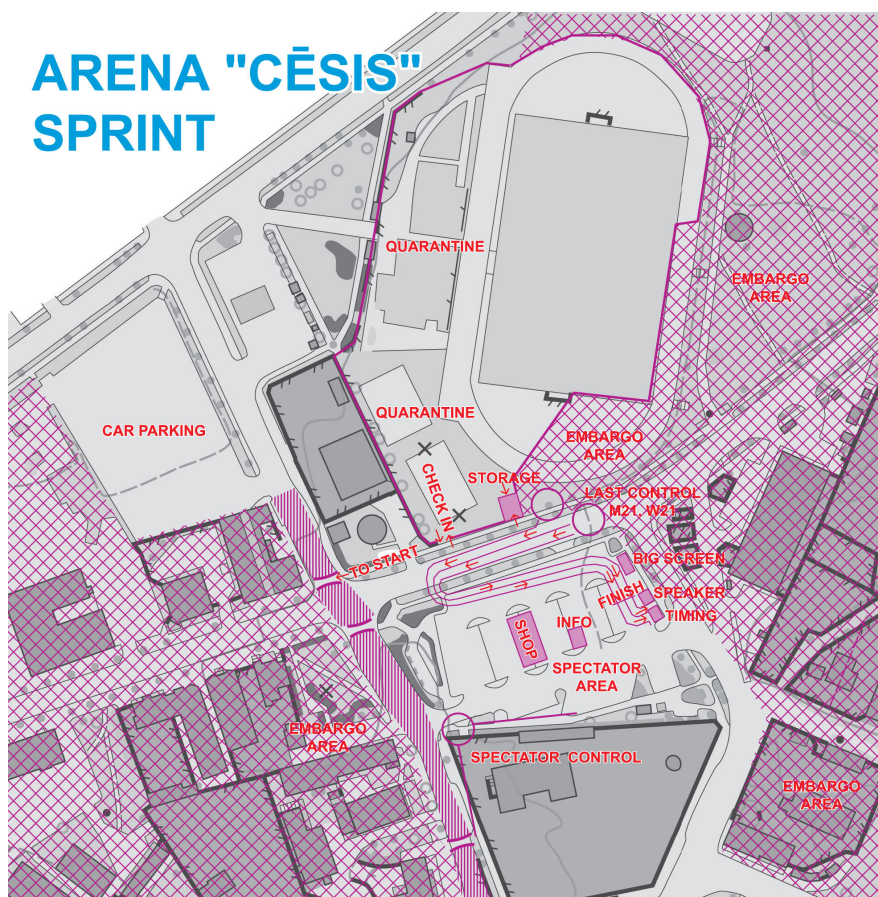 ARENA "CĒSIS"
SPRINT
QUARANTINE
EMBARGO
AREA
CAR PARKING
QUARANTINE
EMBARGO
AREA
CHECK IN
STORAGE
LAST CONTROL
M21, W21
TO START
BIG SCREEN
FINISH
SPEAKER
TIMING
INFO
SHOP
SPECTATOR
AREA
EMBARGO
AREA
SPECTATOR CONTROL
EMBARGO
AREA